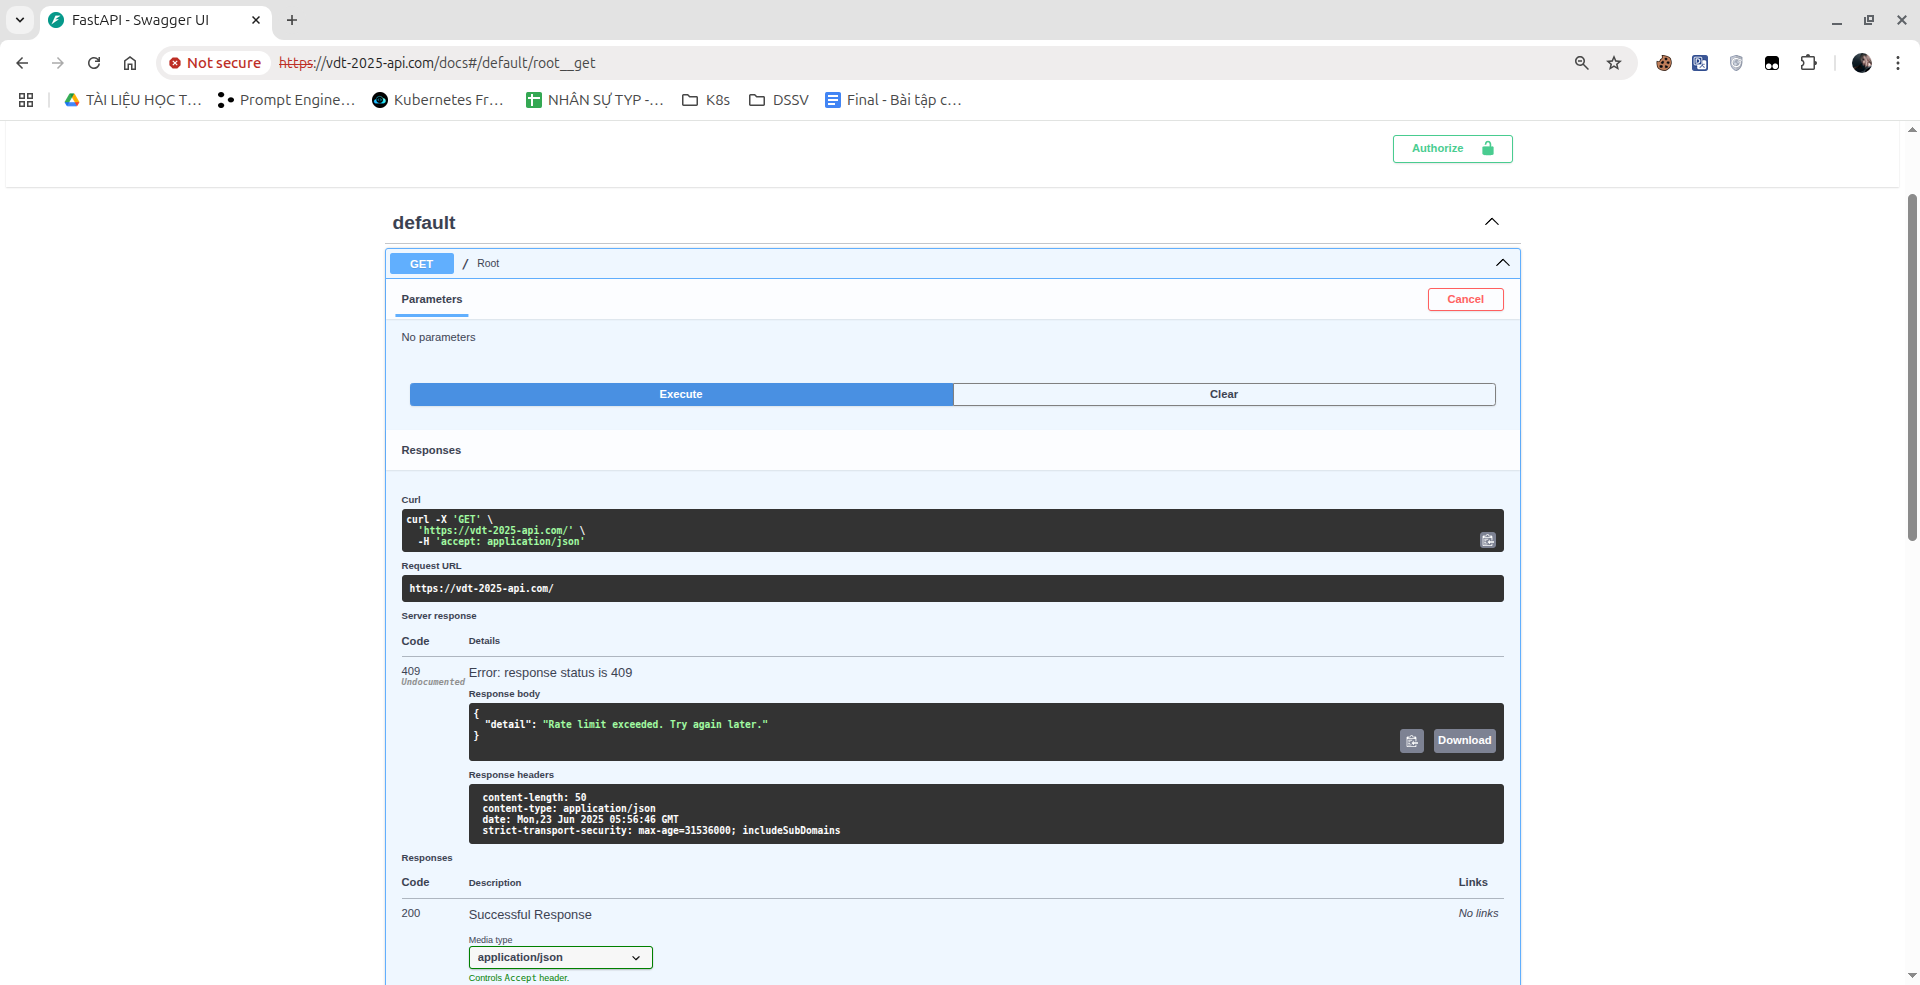 FastAPI - Swagger UI
Not secure https://vdt-2025-api.com/docs#/default/root__get
TÀI LIỆU HỌC T… Prompt Engine… Kubernetes Fr… NHÂN SỰ TYP -… K8s DSSV Final - Bài tập c…
Authorize
default
GET / Root
Parameters Cancel
No parameters
Execute Clear
Responses
Curl
curl -X 'GET' \
'https://vdt-2025-api.com/' \
-H 'accept: application/json'
Request URL
https://vdt-2025-api.com/
Server response
Code Details
409 Error: response status is 409
Undocumented
Response body
{
"detail": "Rate limit exceeded. Try again later."
}
Download
Response headers
content-length: 50
content-type: application/json
date: Mon,23 Jun 2025 05:56:46 GMT
strict-transport-security: max-age=31536000; includeSubDomains
Responses
Code Description Links
200 Successful Response No links
Media type
application/json
Controls Accept header.